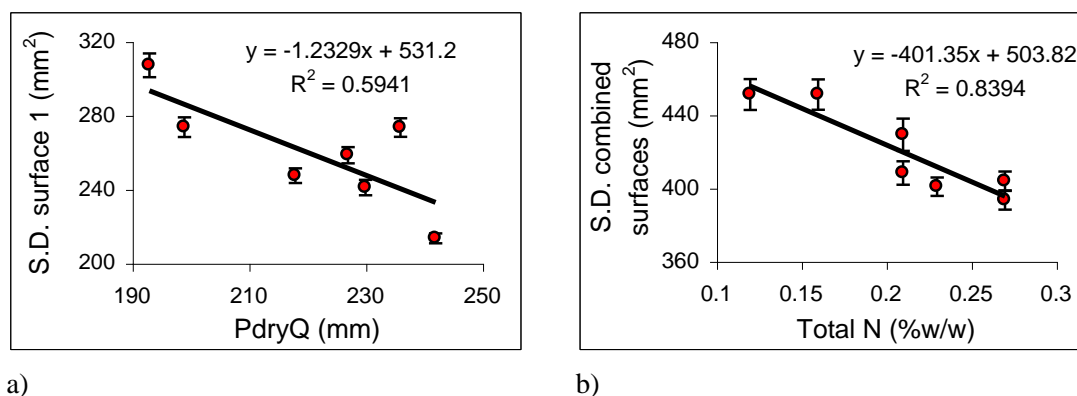 S.D. surface 1 (mm²)
320
280
240
200
190
210
230
250
PdryQ (mm)
y = -1.2329x + 531.2
R² = 0.5941
a)
S.D. combined
surfaces (mm²)
480
440
400
360
0.1
0.15
0.2
0.25
0.3
Total N (%w/w)
y = -401.35x + 503.82
R² = 0.8394
b)